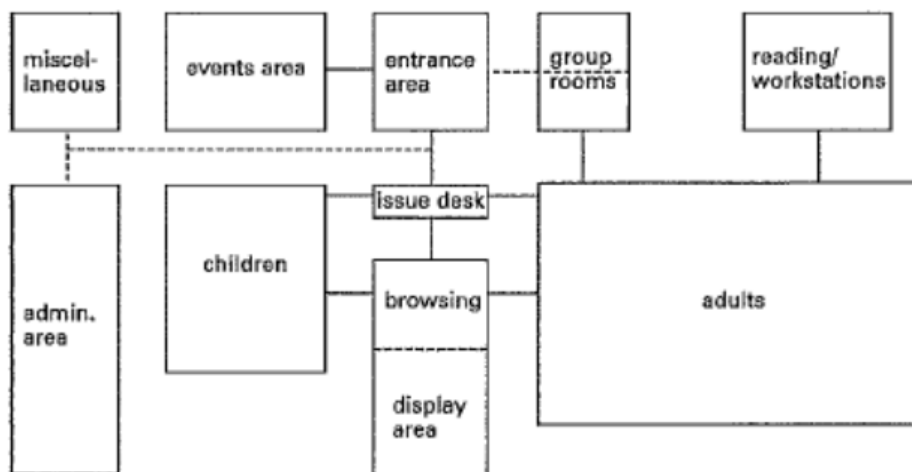 miscel-
laneous
events area
entrance
area
group
rooms
reading/
workstations
issue desk
children
browsing
adults
admin.
area
display
area